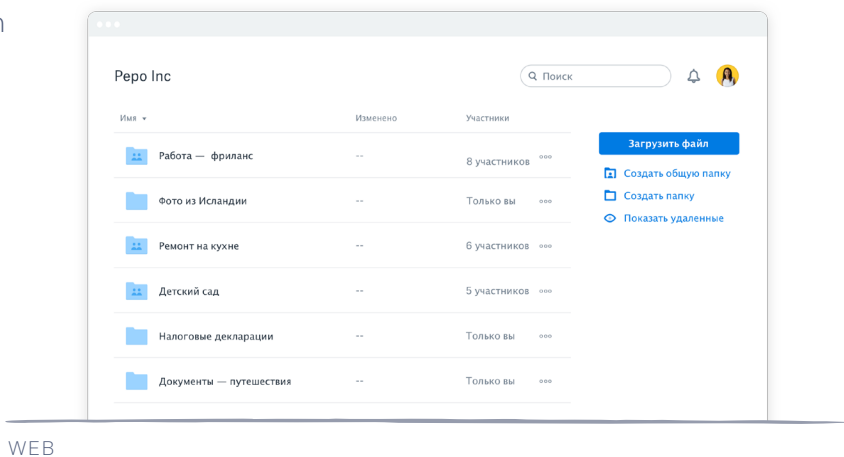 Pepo Inc
Поиск
Имя
Изменено
Участники
Работа — фриланс
--
8 участников
Фото из Исландии
--
Только вы
Ремонт на кухне
--
6 участников
Детский сад
--
5 участников
Налоговые декларации
--
Только вы
Документы — путешествия
--
Только вы
Загрузить файл
Создать общую папку
Создать папку
Показать удаленные
WEB